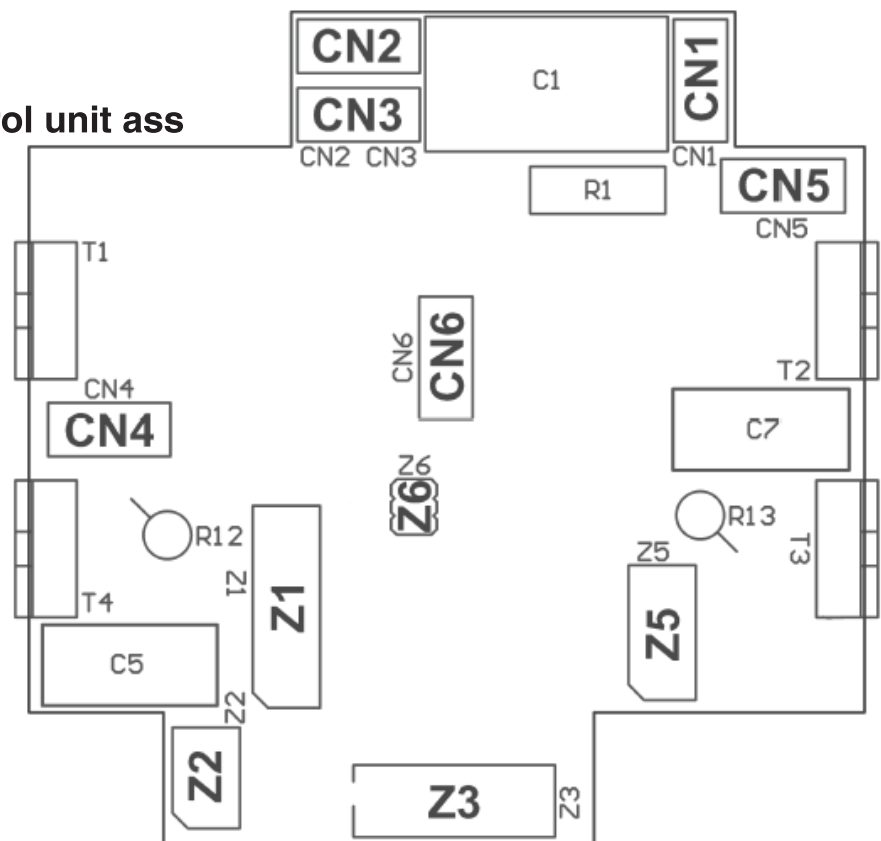 CN2
C1
CN1
ol unit ass
CN3
CN2 CN3
CN1
R1
CN5
CN5
T1
CN6
CN6
T2
CN4
CN4
C7
Z6
Z6
R12
R13
Z1
Z1
Z5
Z5
T3
T4
C5
Z2
Z2
Z3
Z3